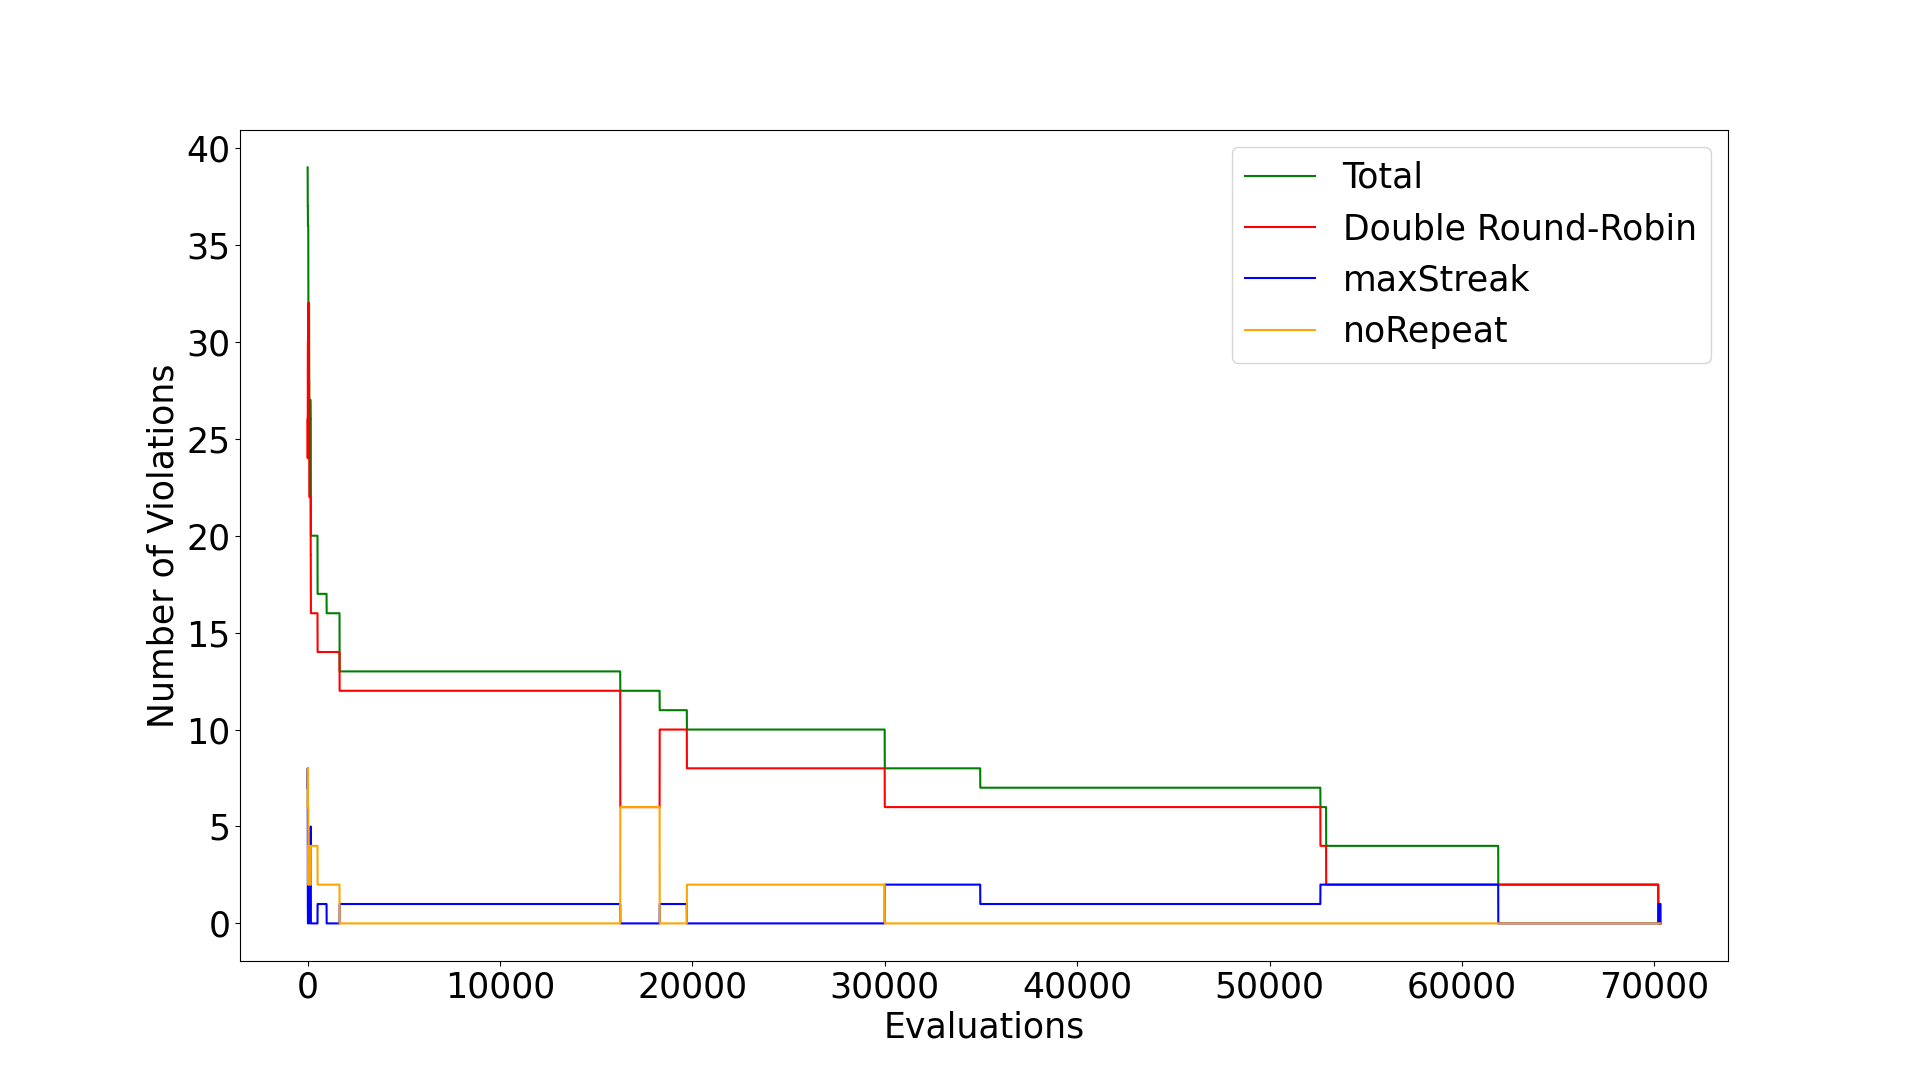 40
35
30
25
20
15
10
5
0
Number of Violations
Total
Double Round-Robin
maxStreak
noRepeat
0 10000 20000 30000 40000 50000 60000 70000
Evaluations